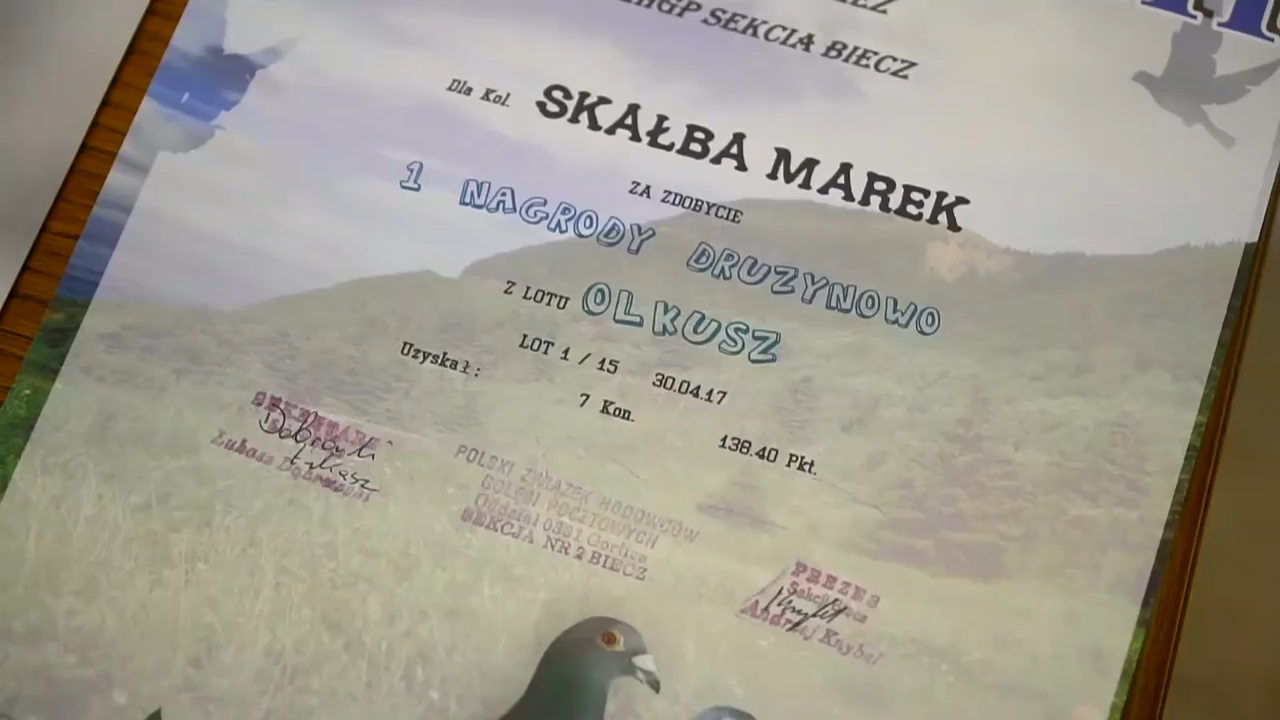 SEKCJA BIECZ
Dla Kol. SKAŁBA MAREK
ZA ZDOBYCIE
1 NAGRODY DRUZYNOWO
Z LOTU OLKUSZ
LOT 1 / 15 30.04.17
Uzyskał:
7 Kon. 138.40 Pkt.
SEKRETARZ
Łukasz
POLSKI ZWIĄZEK HODOWCÓW
GOŁĘBI POCZTOWYCH
Oddział 0381 Gorlice
SEKCJA NR 2 BIECZ
PREZES
Sekcji
Andrzej